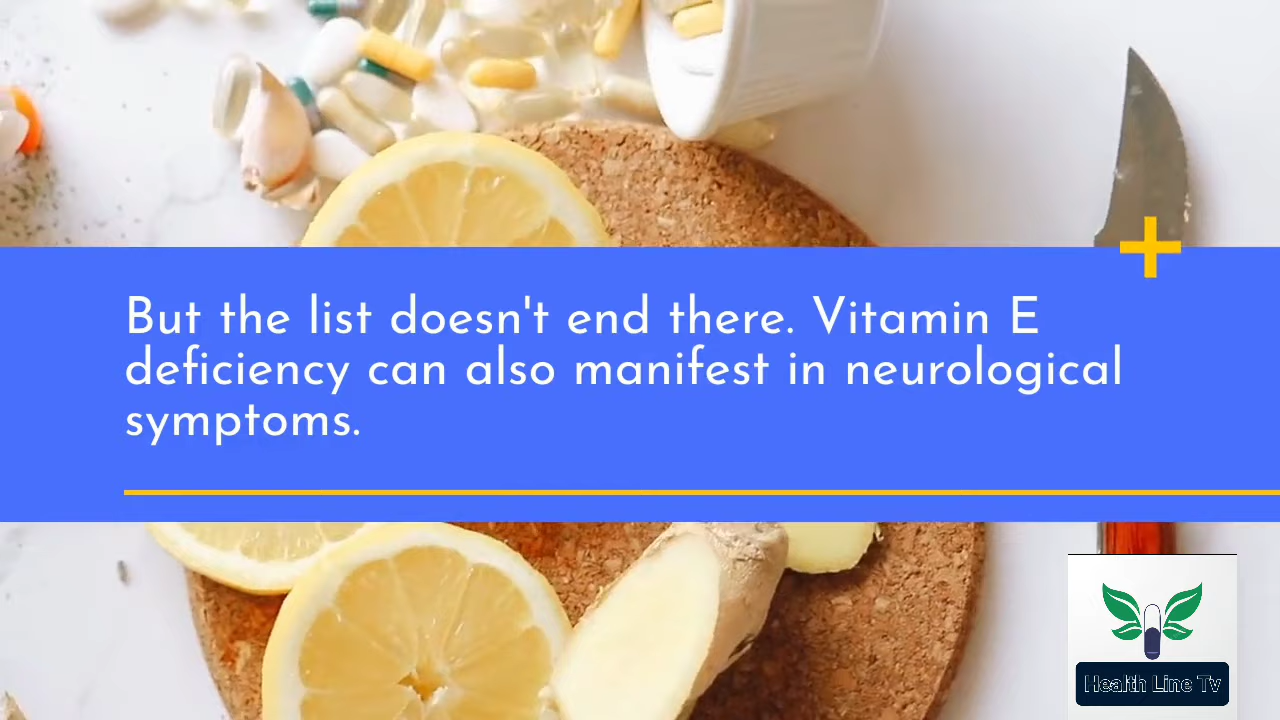 But the list doesn't end there. Vitamin E
deficiency can also manifest in neurological
symptoms.
Health Line Tv